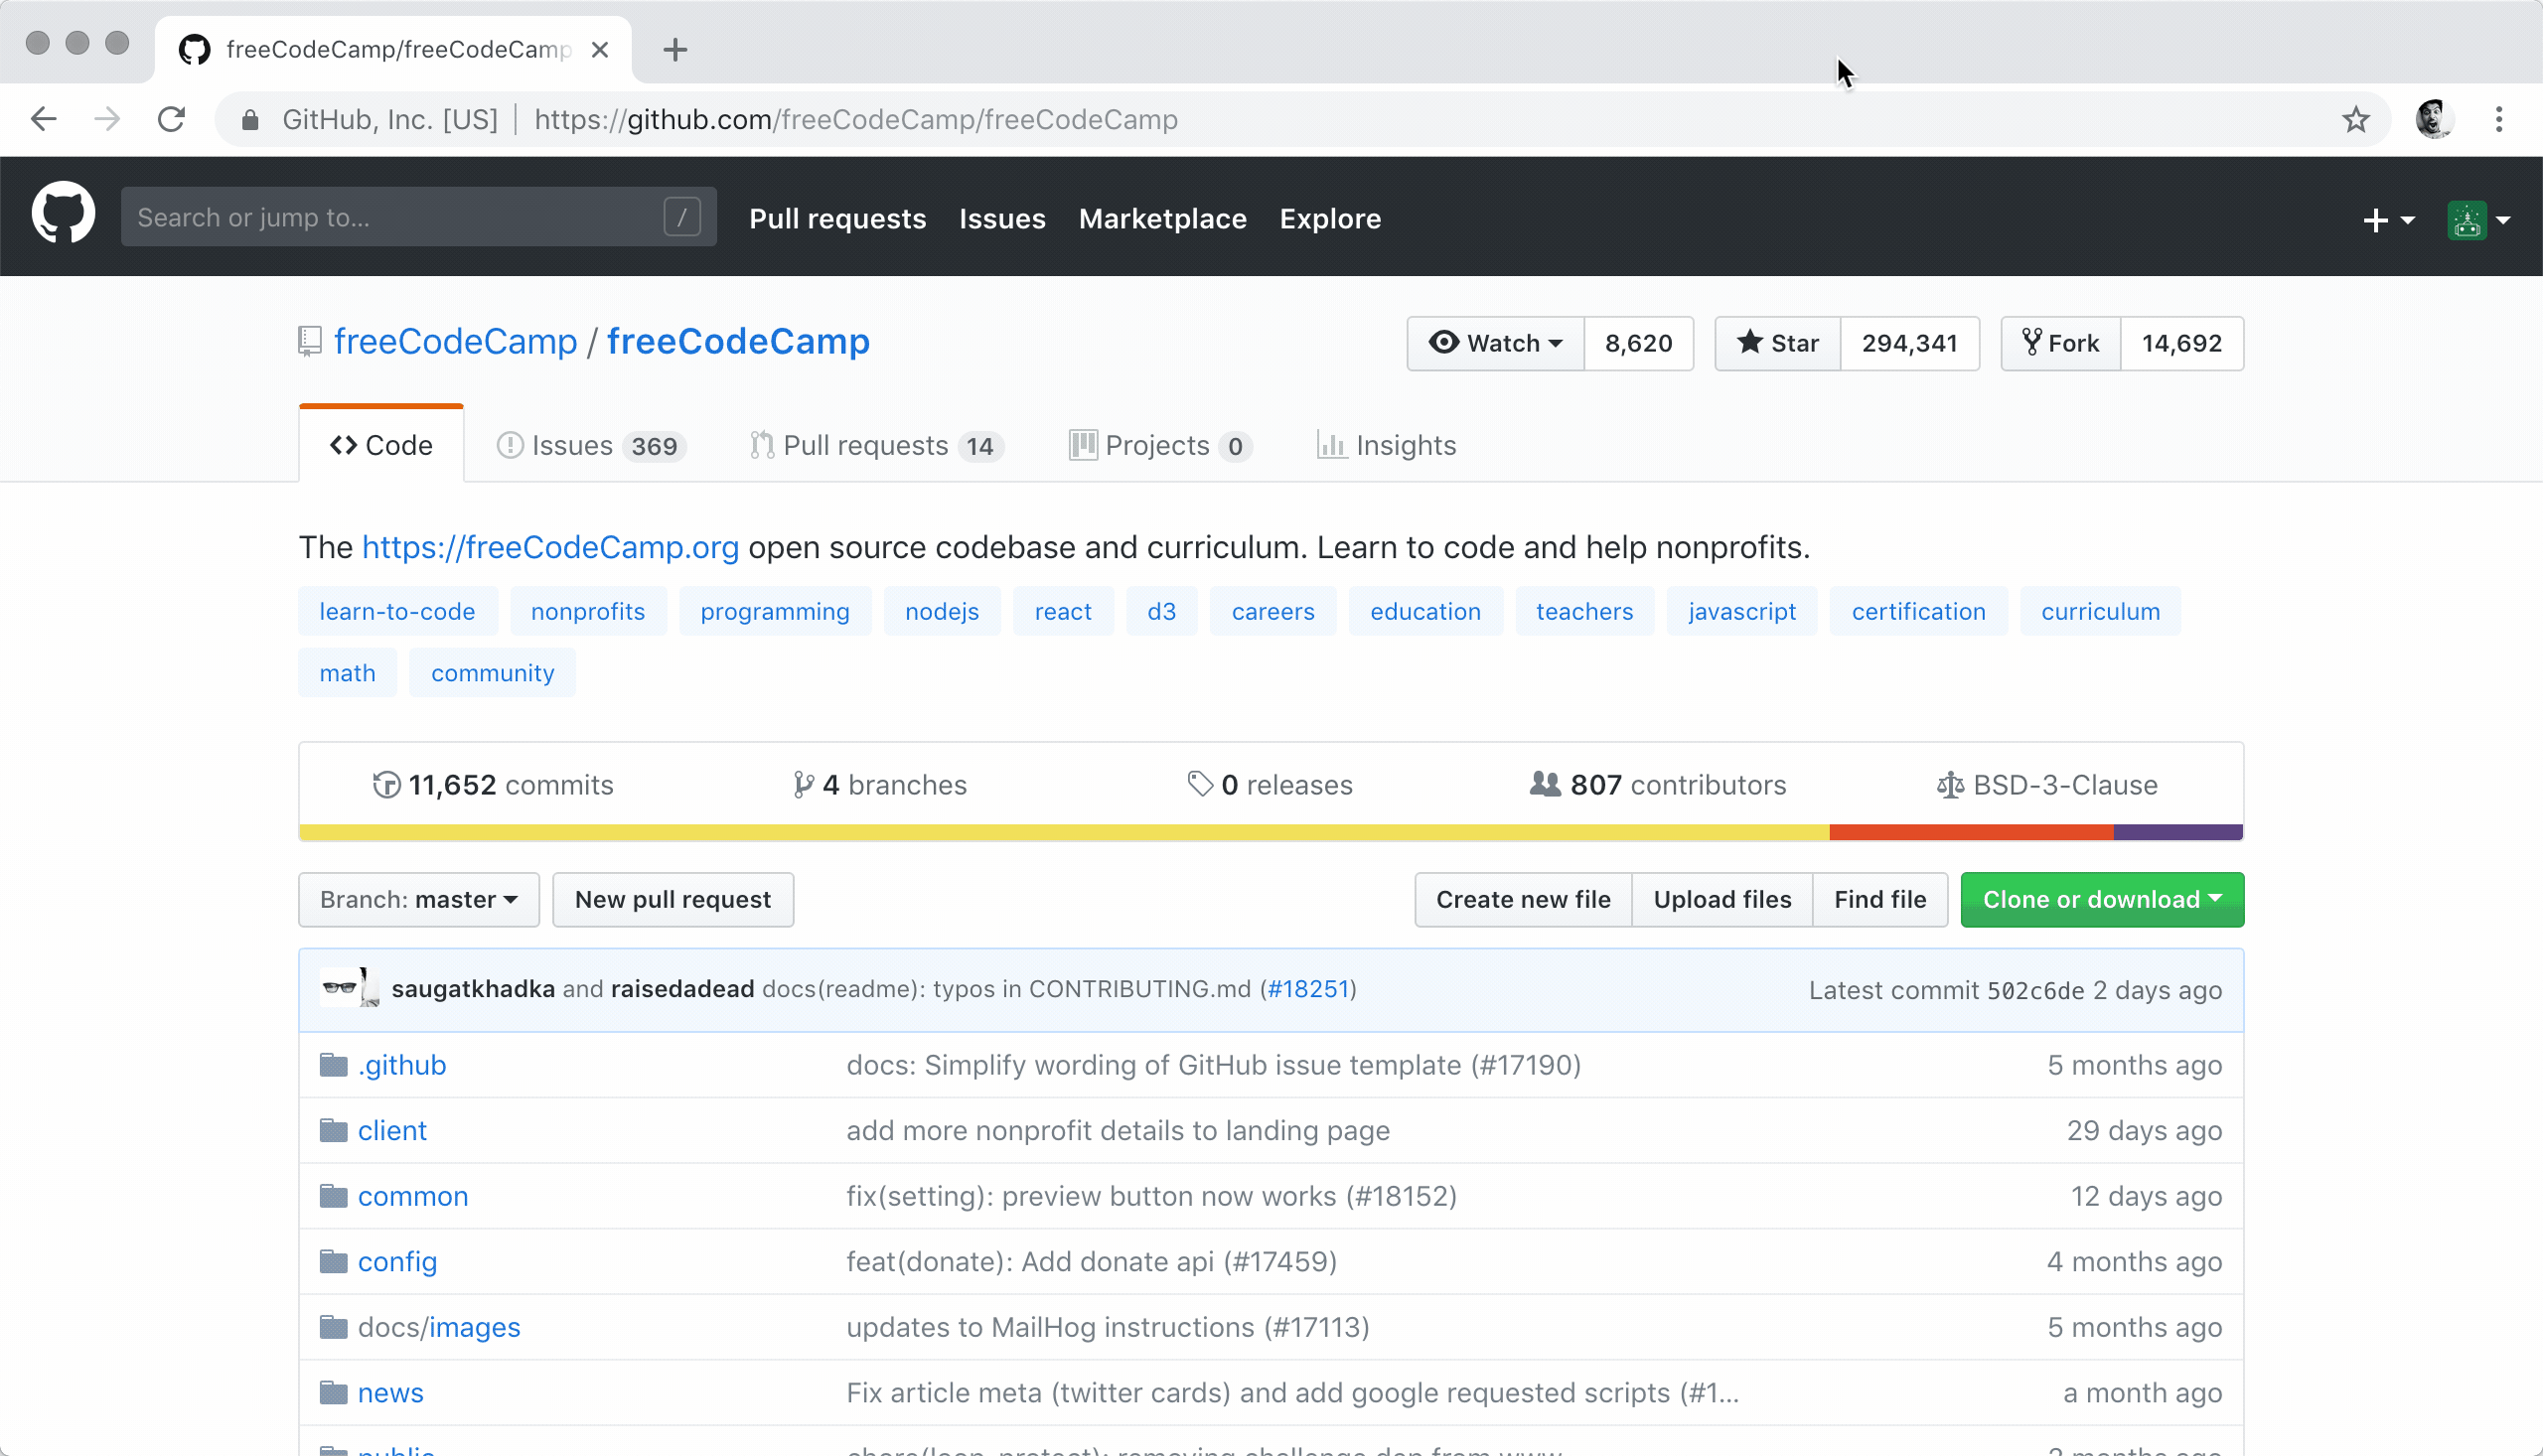 freeCodeCamp/freeCodeCamp
GitHub, Inc. [US] | https://github.com/freeCodeCamp/freeCodeCamp
Search or jump to... / Pull requests Issues Marketplace Explore
freeCodeCamp / freeCodeCamp Watch 8,620 Star 294,341 Fork 14,692
Code Issues 369 Pull requests 14 Projects 0 Insights
The https://freeCodeCamp.org open source codebase and curriculum. Learn to code and help nonprofits.
learn-to-code nonprofits programming nodejs react d3 careers education teachers javascript certification curriculum
math community
11,652 commits 4 branches 0 releases 807 contributors BSD-3-Clause
Branch: master New pull request Create new file Upload files Find file Clone or download
saugatkhadka and raisedadead docs(readme): typos in CONTRIBUTING.md (#18251) Latest commit 502c6de 2 days ago
.github docs: Simplify wording of GitHub issue template (#17190) 5 months ago
client add more nonprofit details to landing page 29 days ago
common fix(setting): preview button now works (#18152) 12 days ago
config feat(donate): Add donate api (#17459) 4 months ago
docs/images updates to MailHog instructions (#17113) 5 months ago
news Fix article meta (twitter cards) and add google requested scripts (#1... a month ago